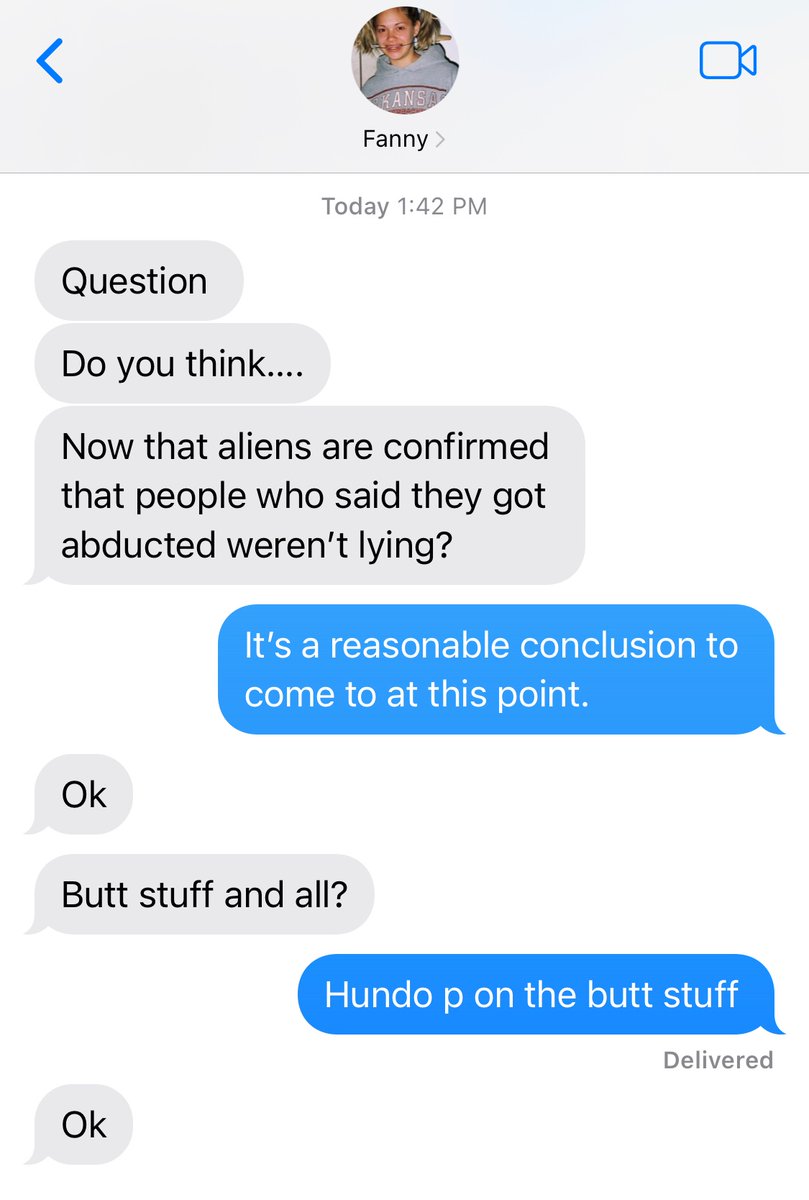 KANSA
Fanny
Today 1:42 PM
Question
Do you think....
Now that aliens are confirmed
that people who said they got
abducted weren’t lying?
It’s a reasonable conclusion to
come to at this point.
Ok
Butt stuff and all?
Hundo p on the butt stuff
Delivered
Ok